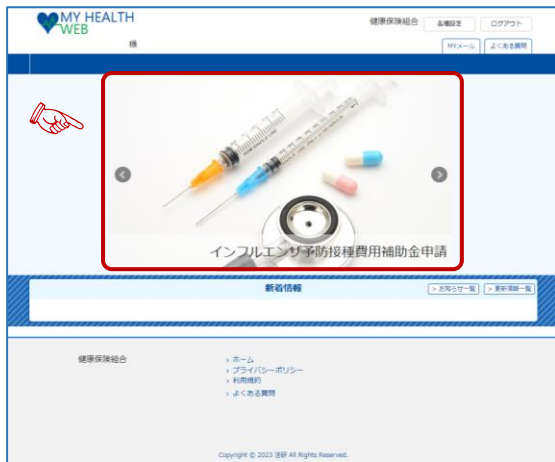 MY HEALTH WEB
健康保険組合
各種設定
ログアウト
様
MYメール
よくある質問
インフルエンザ予防接種費用補助金申請
新着情報
> お知らせ一覧
> 更新情報一覧
健康保険組合
› ホーム
› プライバシーポリシー
› 利用規約
› よくある質問
Copyright © 2023 法研 All Rights Reserved.